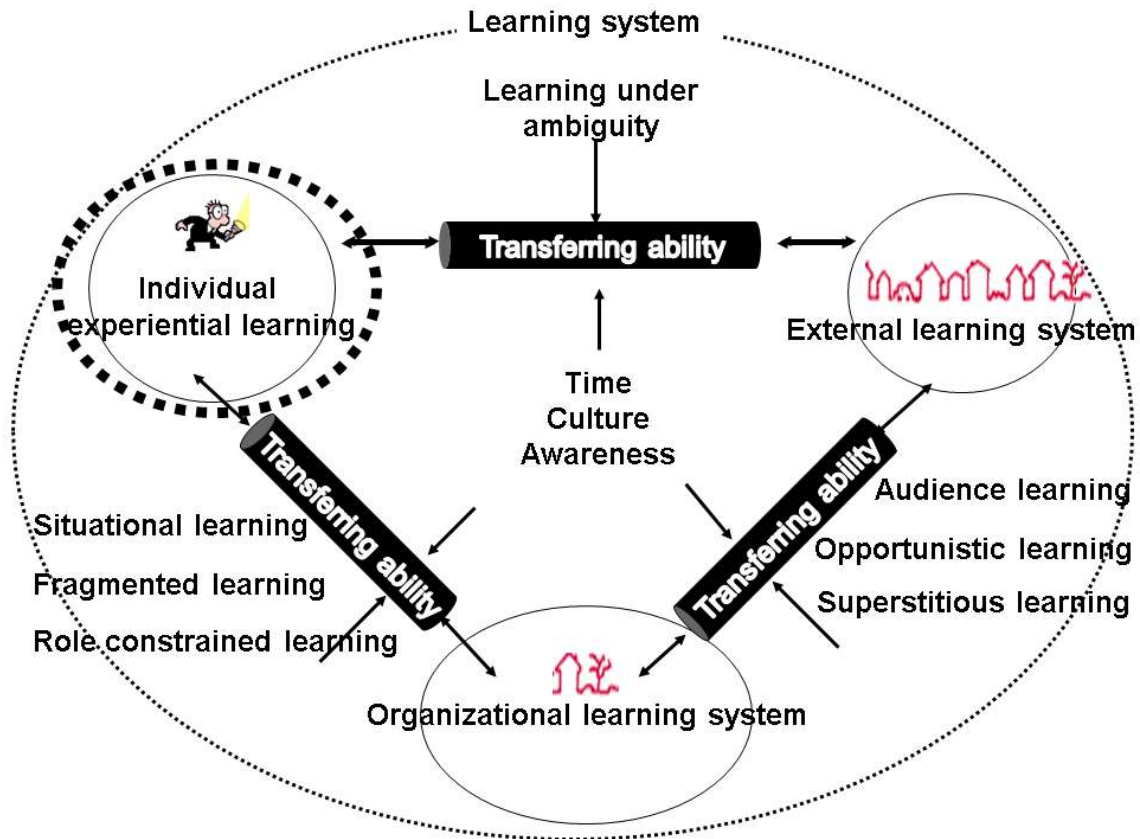 Learning system
Learning under
ambiguity
Transferring ability
Individual
experiential learning
External learning system
Time
Culture
Awareness
Transferring ability
Transferring ability
Situational learning
Fragmented learning
Role constrained learning
Audience learning
Opportunistic learning
Superstitious learning
Organizational learning system